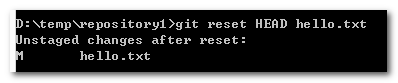 D:\temp\repository1>git reset HEAD hello.txt
Unstaged changes after reset:
M       hello.txt